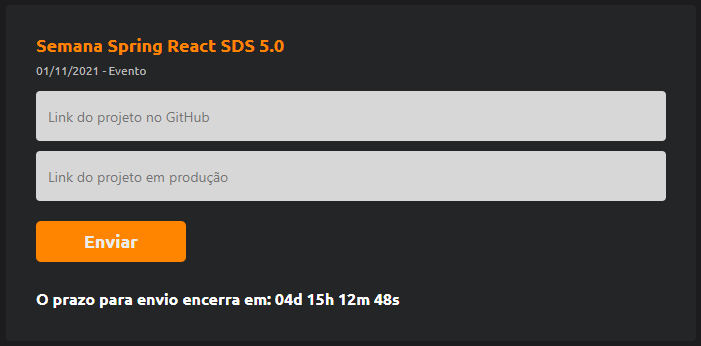 Semana Spring React SDS 5.0
01/11/2021 - Evento
Link do projeto no GitHub
Link do projeto em produção
Enviar
O prazo para envio encerra em: 04d 15h 12m 48s